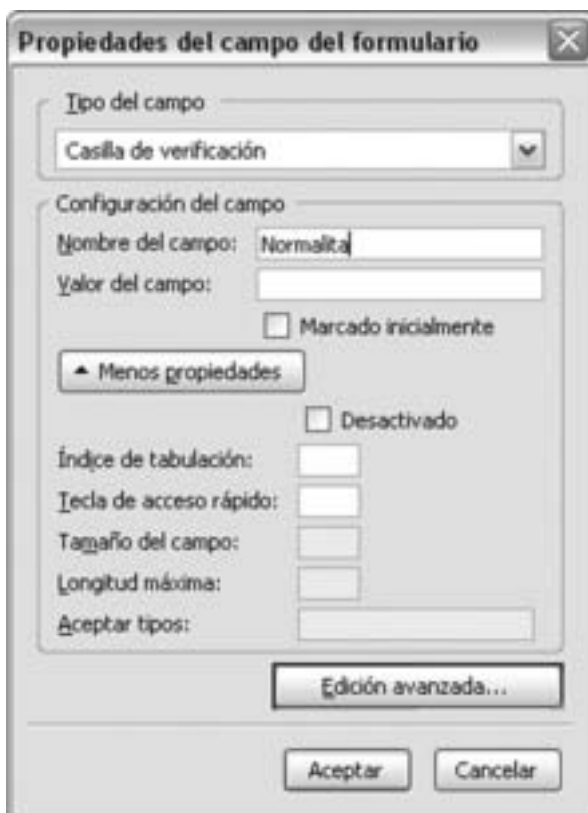 Propiedades del campo del formulario
Tipo del campo
Casilla de verificación
Configuración del campo
Nombre del campo: Normalita
Valor del campo:
Marcado inicialmente
Menos propiedades
Desactivado
Índice de tabulación:
Tecla de acceso rápido:
Tamaño del campo:
Longitud máxima:
Aceptar tipos:
Edición avanzada...
Aceptar Cancelar